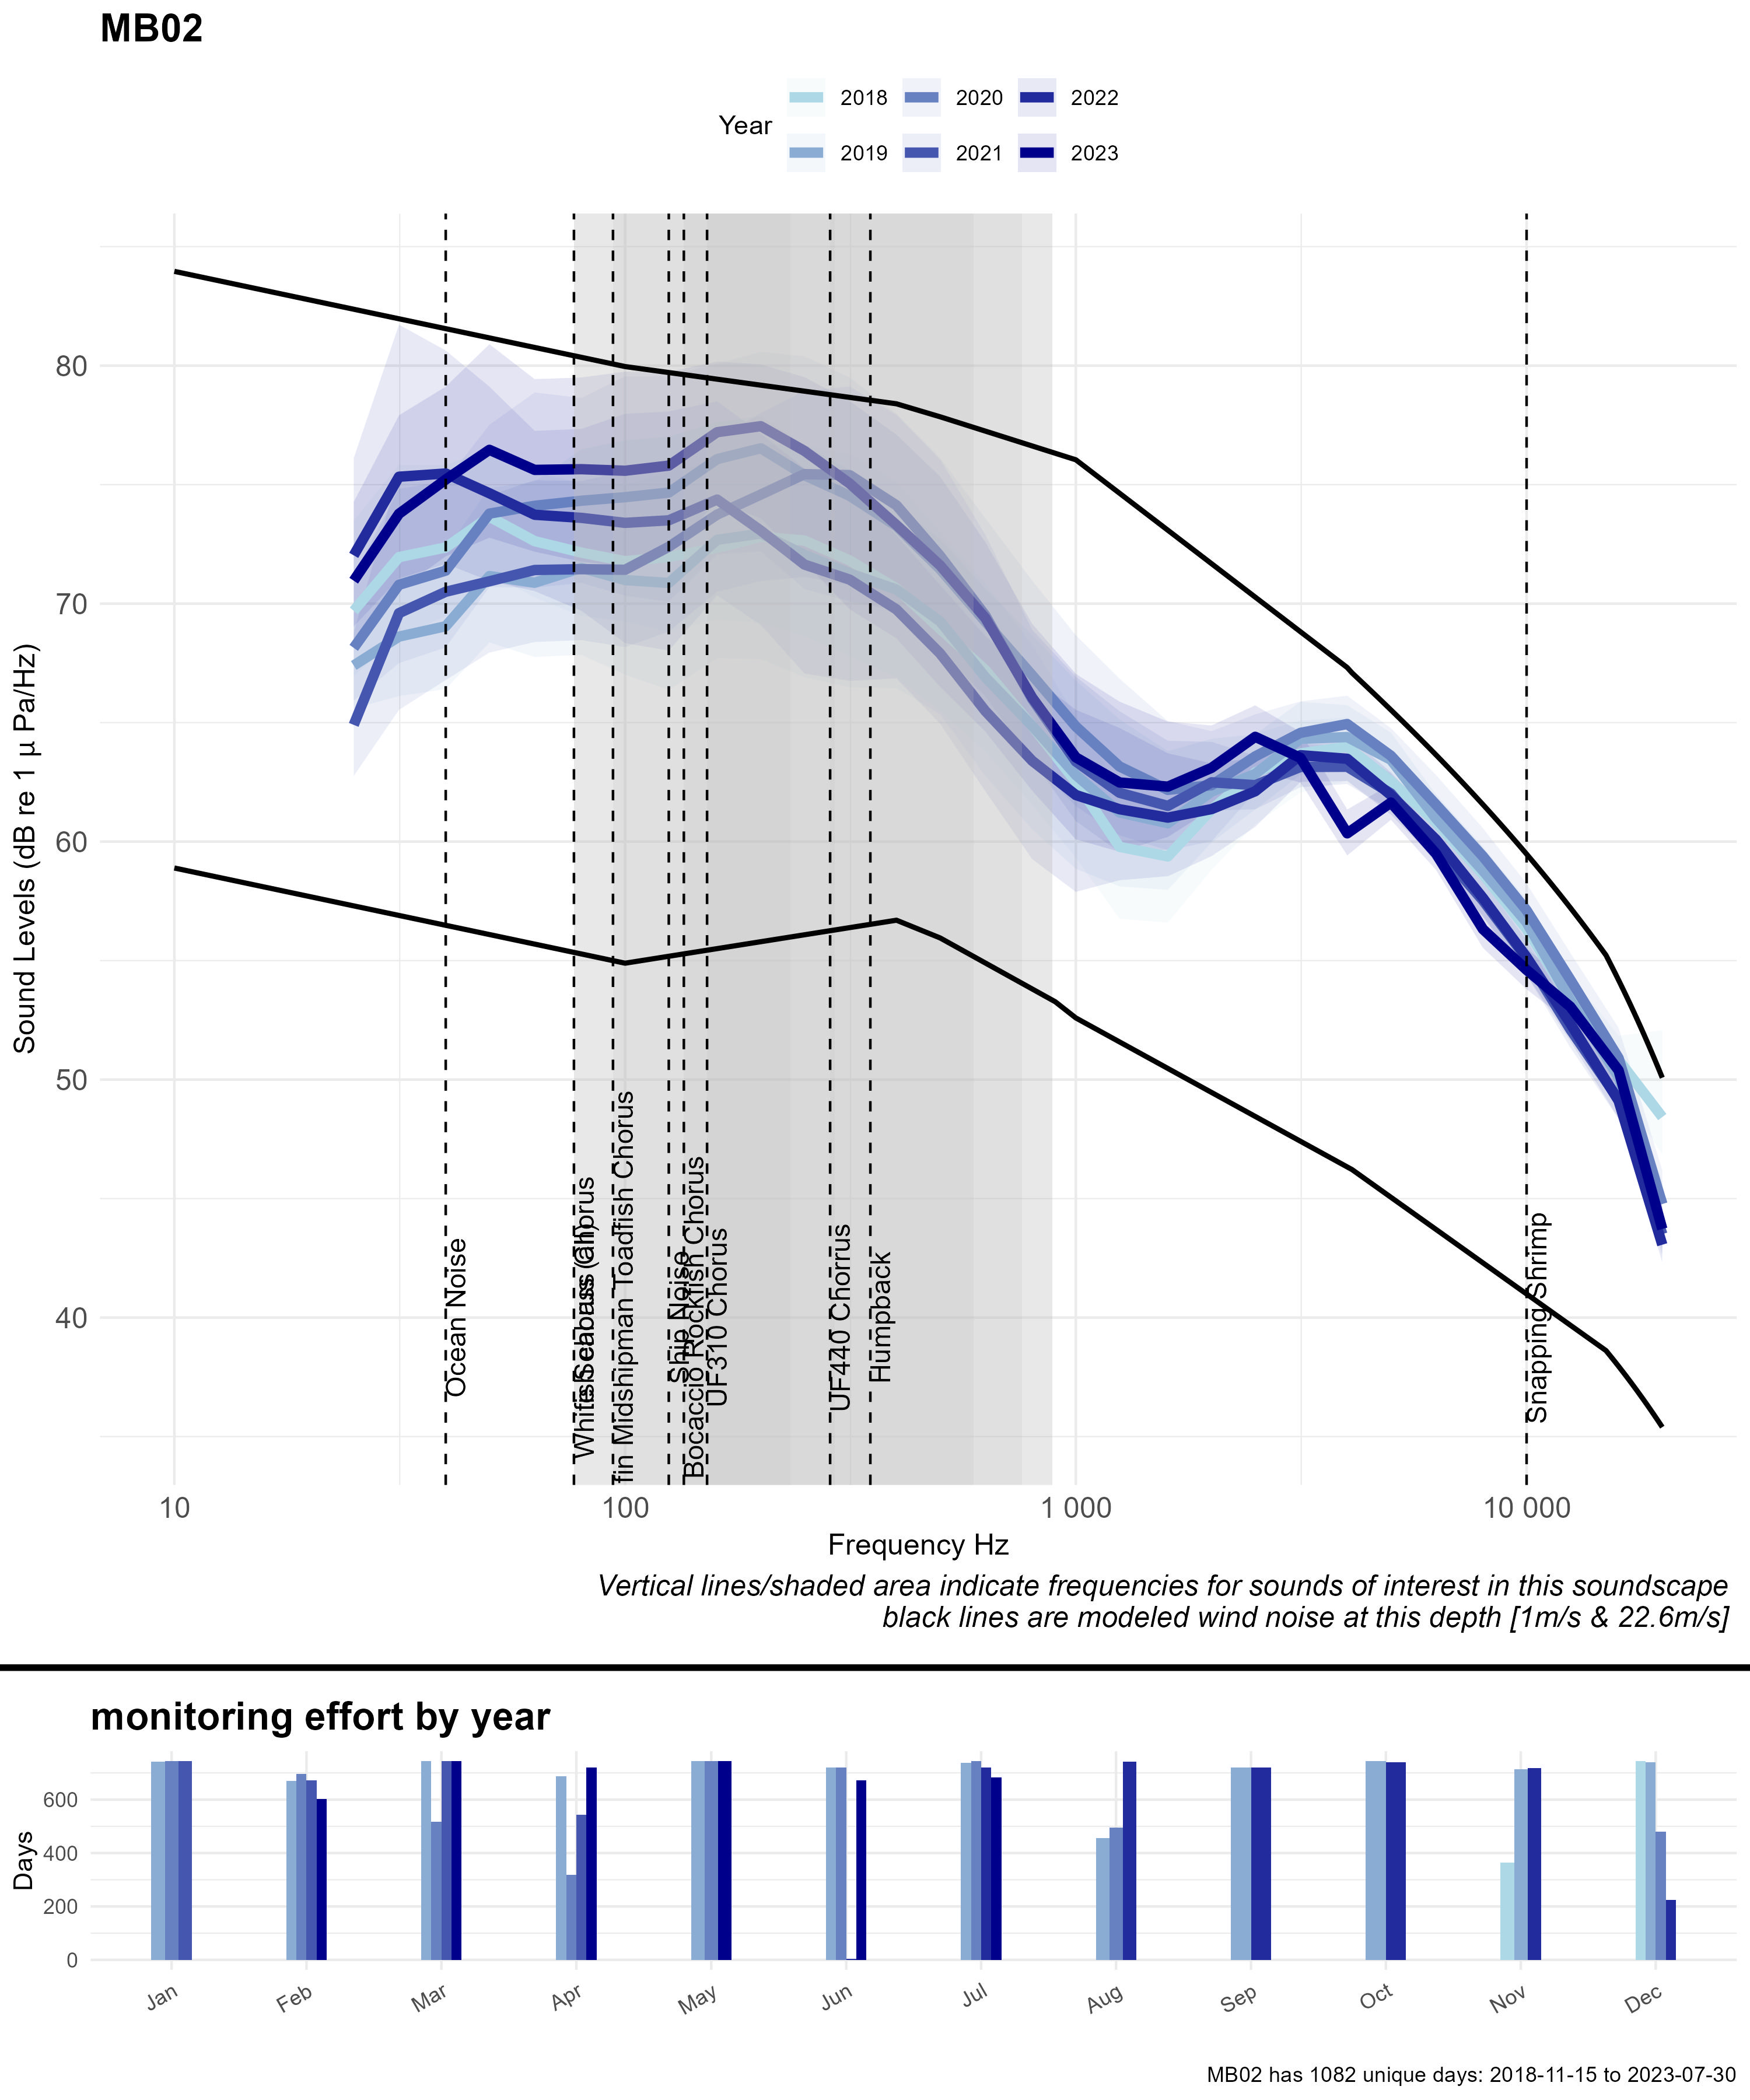 MB02
Year
2018
2020
2022
2019
2021
2023
Sound Levels (dB re 1 µ Pa/Hz)
80
70
60
50
40
Ocean Noise
fin Midshipman Toadfish Chorus
Ship Noise
Bocaccio Rockfish Chorus
UF310 Chorus
UF440 Chorus
Humpback
Snapping Shrimp
10
100
1 000
10 000
Frequency Hz
Vertical lines/shaded area indicate frequencies for sounds of interest in this soundscape
black lines are modeled wind noise at this depth [1m/s & 22.6m/s]
monitoring effort by year
Days
600
400
200
0
Jan
Feb
Mar
Apr
May
Jun
Jul
Aug
Sep
Oct
Nov
Dec
MB02 has 1082 unique days: 2018-11-15 to 2023-07-30